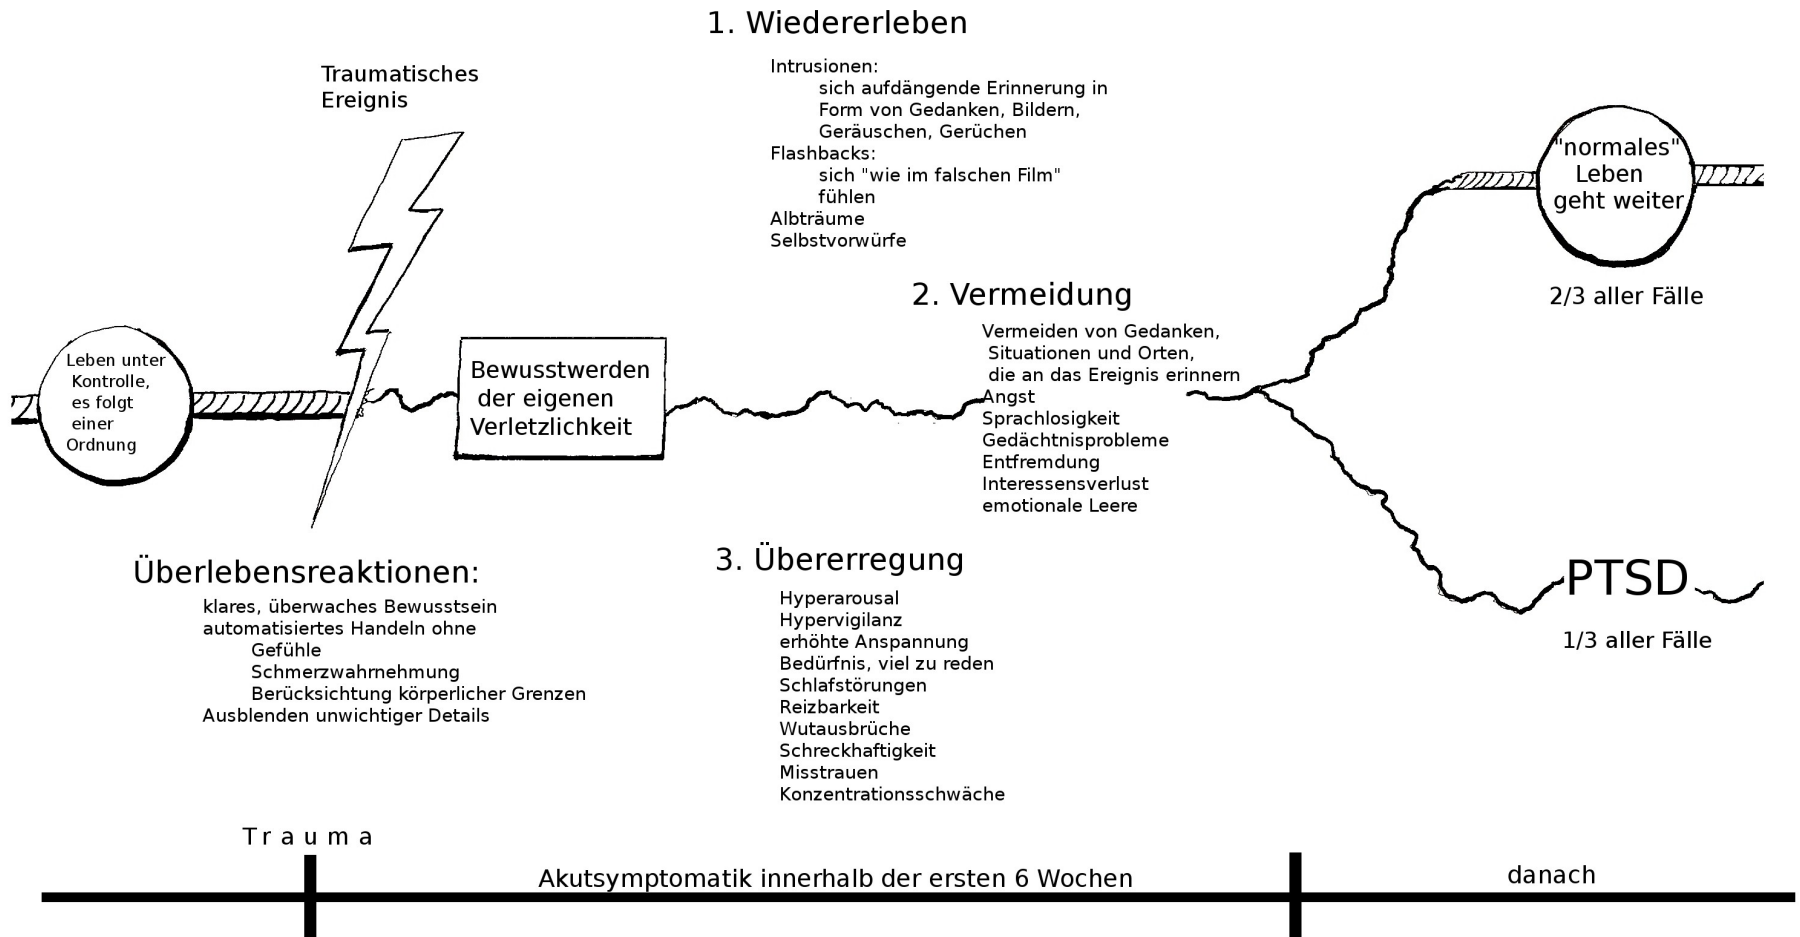 1. Wiedererleben
Intrusionen:
sich aufdängende Erinnerung in
Form von Gedanken, Bildern,
Geräuschen, Gerüchen
Flashbacks:
sich "wie im falschen Film"
fühlen
Albträume
Selbstvorwürfe
Traumatisches
Ereignis
"normales"
Leben
geht weiter
2/3 aller Fälle
2. Vermeidung
Vermeiden von Gedanken,
Situationen und Orten,
die an das Ereignis erinnern
Angst
Sprachlosigkeit
Gedächtnisprobleme
Entfremdung
Interessensverlust
emotionale Leere
Leben unter
Kontrolle,
es folgt
einer
Ordnung
Bewusstwerden
der eigenen
Verletzlichkeit
Überlebensreaktionen:
klares, überwaches Bewusstsein
automatisiertes Handeln ohne
Gefühle
Schmerzwahrnehmung
Berücksichtung körperlicher Grenzen
Ausblenden unwichtiger Details
3. Übererregung
Hyperarousal
Hypervigilanz
erhöhte Anspannung
Bedürfnis, viel zu reden
Schlafstörungen
Reizbarkeit
Wutausbrüche
Schreckhaftigkeit
Misstrauen
Konzentrationsschwäche
PTSD
1/3 aller Fälle
Trauma
Akutsymptomatik innerhalb der ersten 6 Wochen
danach